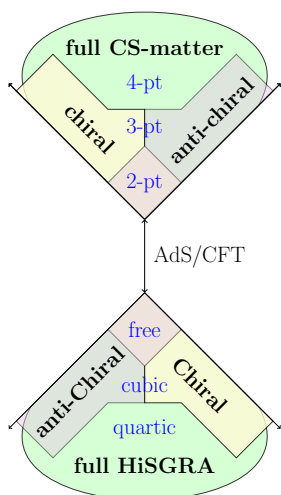 full CS-matter
4-pt
chiral
3-pt
anti-chiral
2-pt
AdS/CFT
free
anti-Chiral
cubic
Chiral
quartic
full HiSGRA